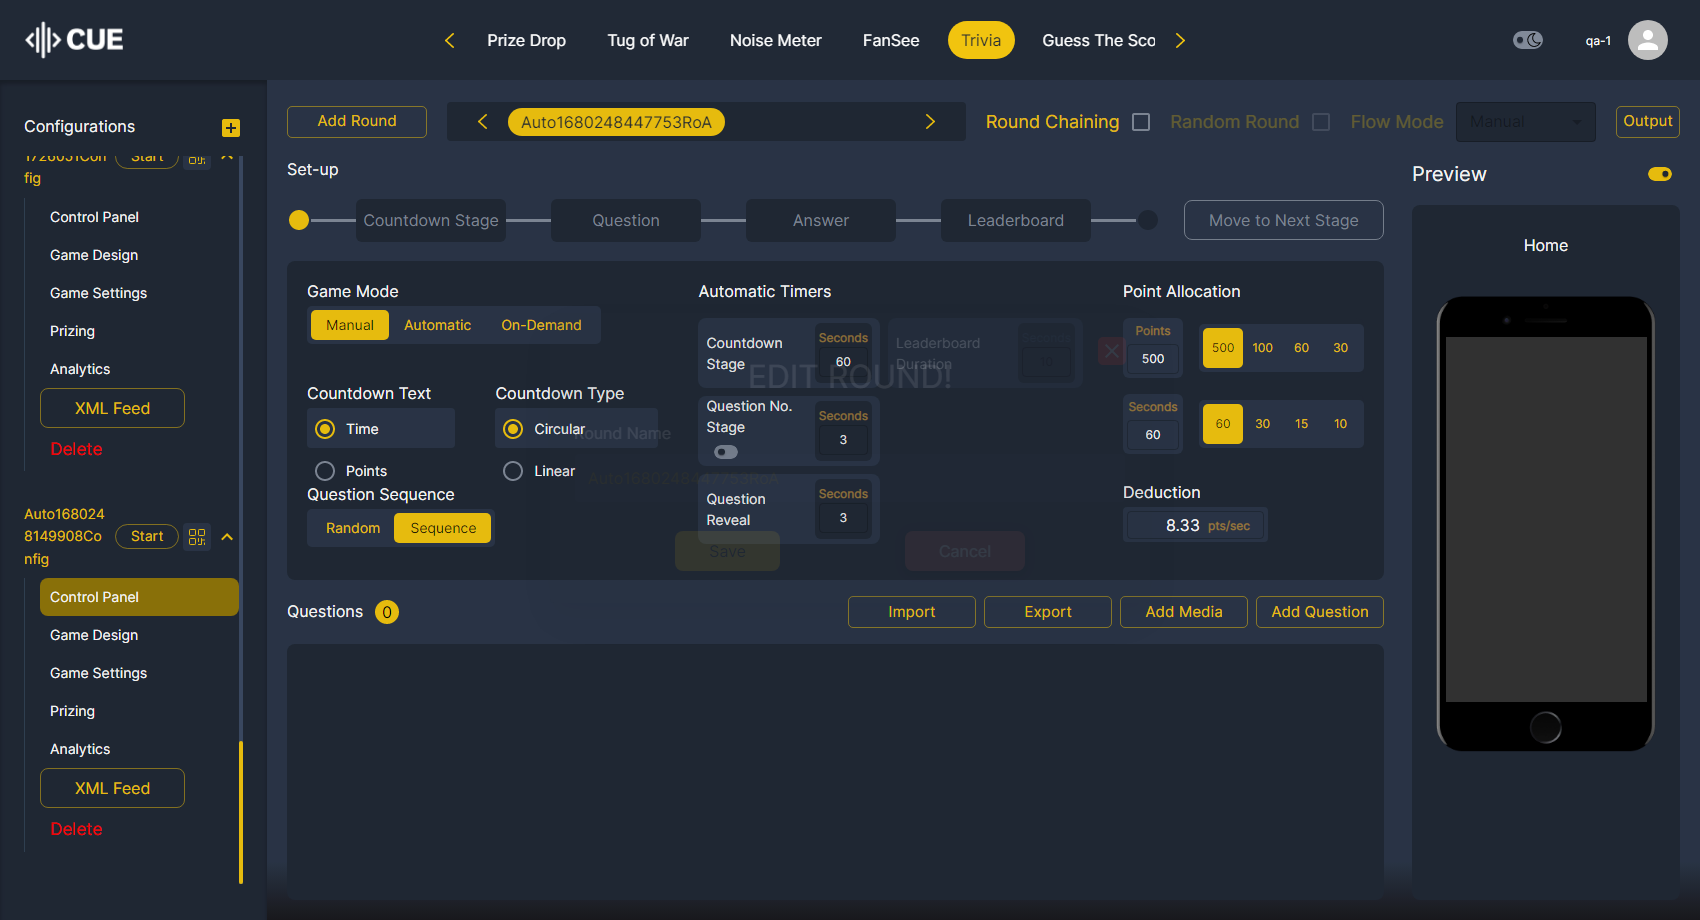 CUE
Prize Drop
Tug of War
Noise Meter
FanSee
Trivia
Guess The Sco
qa-1
Configurations
fig
Start
Control Panel
Game Design
Game Settings
Prizing
Analytics
XML Feed
Delete
Auto168024
8149908Co
nfig
Start
Control Panel
Game Design
Game Settings
Prizing
Analytics
XML Feed
Delete
Add Round
Auto1680248447753RoA
Round Chaining
Random Round
Flow Mode
Manual
Output
Set-up
Countdown Stage
Question
Answer
Leaderboard
Move to Next Stage
Game Mode
Manual
Automatic
On-Demand
Countdown Text
Time
Points
Countdown Type
Circular
Linear
Question Sequence
Random
Sequence
Automatic Timers
Countdown
Stage
Seconds
60
Leaderboard
Duration
Question No.
Stage
Seconds
3
Question
Reveal
Seconds
3
EDIT ROUND!
Round Name
Auto1680248447753RoA
Save
Cancel
Point Allocation
Points
500
500
100
60
30
Seconds
60
60
30
15
10
Deduction
8.33 pts/sec
Questions 0
Import
Export
Add Media
Add Question
Preview
Home